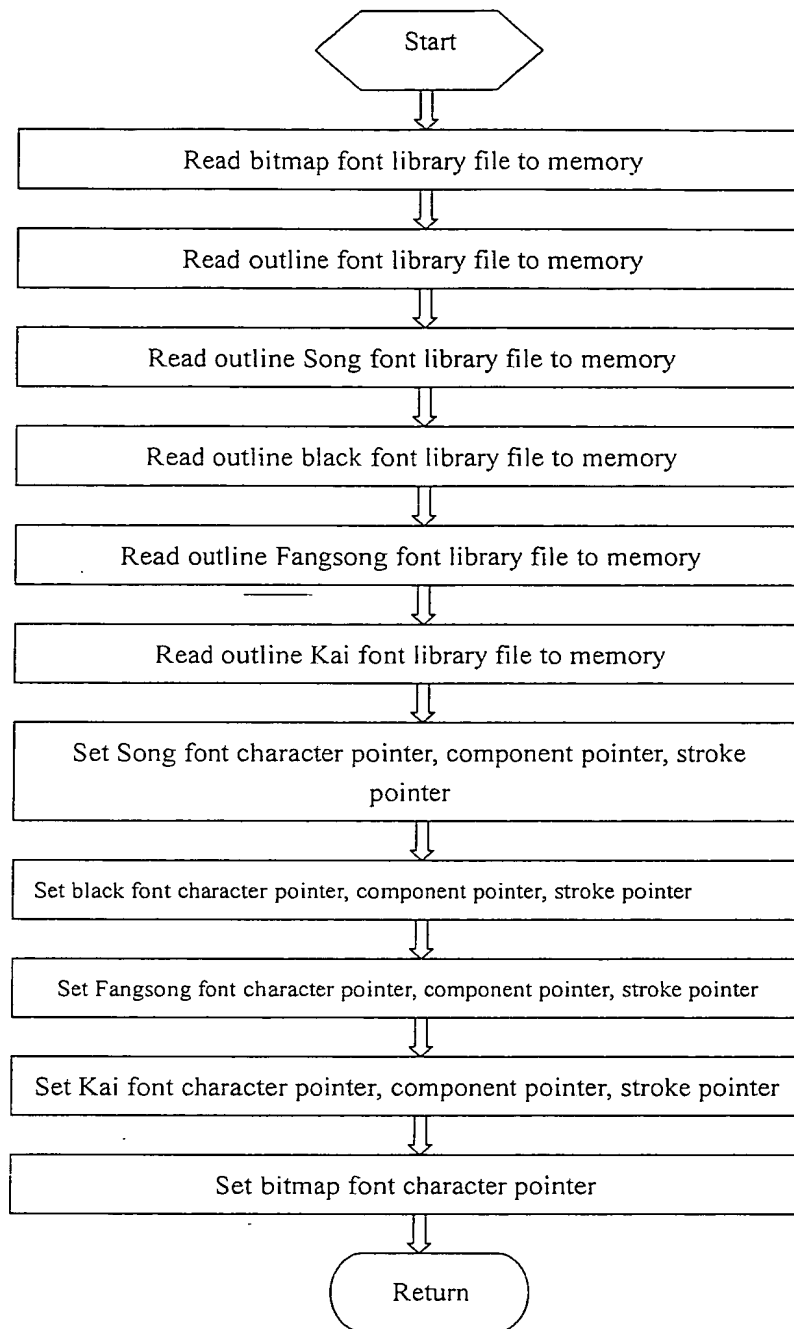 Start
Read bitmap font library file to memory
Read outline font library file to memory
Read outline Song font library file to memory
Read outline black font library file to memory
Read outline Fangsong font library file to memory
Read outline Kai font library file to memory
Set Song font character pointer, component pointer, stroke
pointer
Set black font character pointer, component pointer, stroke pointer
Set Fangsong font character pointer, component pointer, stroke pointer
Set Kai font character pointer, component pointer, stroke pointer
Set bitmap font character pointer
Return